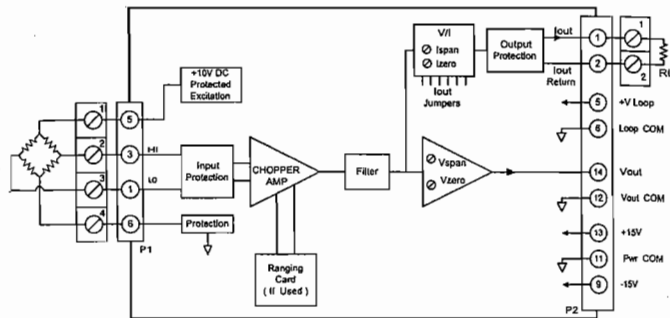 +10V DC
Protected
Excitation
1
5
2
3
HI
3
1
LO
4
6
P1
Input
Protection
Protection
CHOPPER
AMP
Ranging
Card
( If Used )
Filter
V/I
Ispan
Izero
Iout
Jumpers
Output
Protection
Iout
Iout
Return
Vspan
Vzero
1
1
2
2
5
+V Loop
6
Loop COM
14
Vout
12
Vout COM
13
+15V
11
Pwr COM
9
-15V
P2